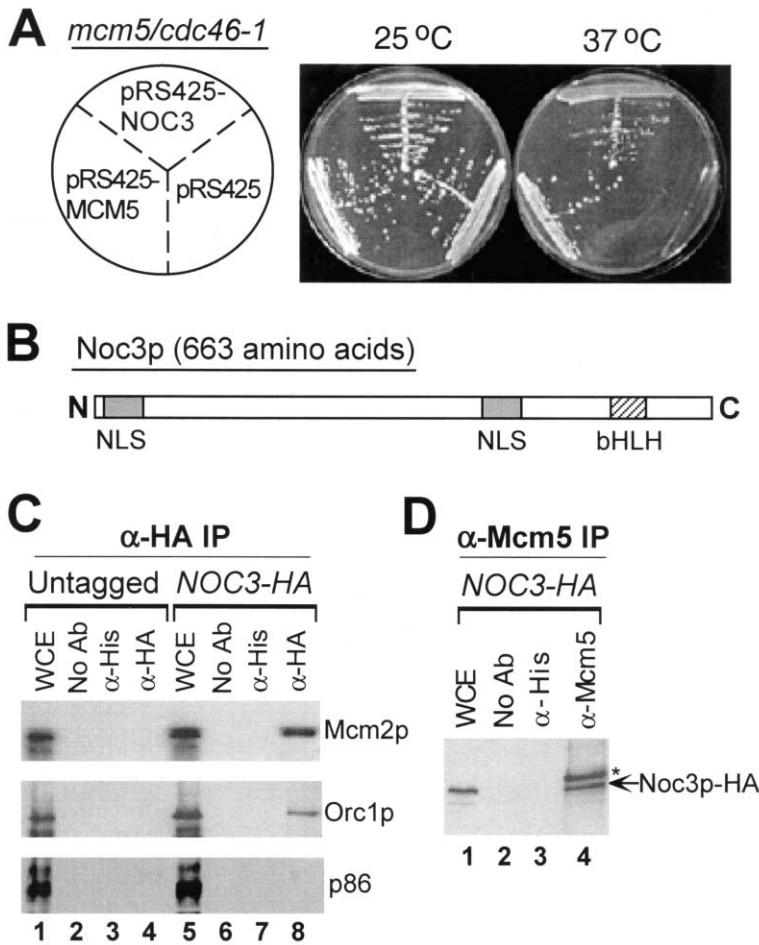 A
mcm5/cdc46-1
25 ºC
37 ºC
pRS425-
NOC3
pRS425-
MCM5
pRS425
B
Noc3p (663 amino acids)
N
C
NLS
NLS
bHLH
C
α-HA IP
Untagged
NOC3-HA
WCE
No Ab
α-His
α-HA
WCE
No Ab
α-His
α-HA
Mcm2p
Orc1p
p86
1 2 3 4 5 6 7 8
D
α-Mcm5 IP
NOC3-HA
WCE
No Ab
α-His
α-Mcm5
*
Noc3p-HA
1 2 3 4